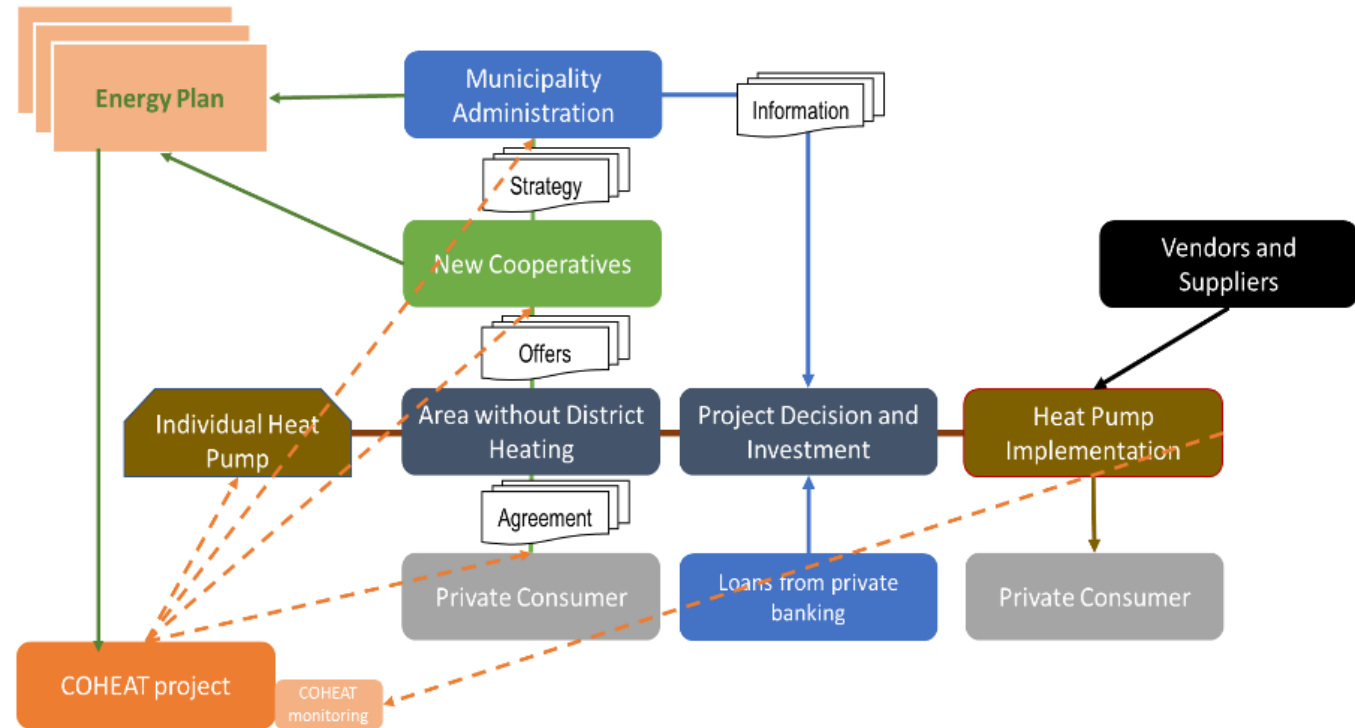 Energy Plan
Municipality
Administration
Information
Strategy
New Cooperatives
Vendors and
Suppliers
Offers
Individual Heat
Pump
Area without District
Heating
Project Decision and
Investment
Heat Pump
Implementation
Agreement
Private Consumer
Loans from private
banking
Private Consumer
COHEAT project
COHEAT
monitoring